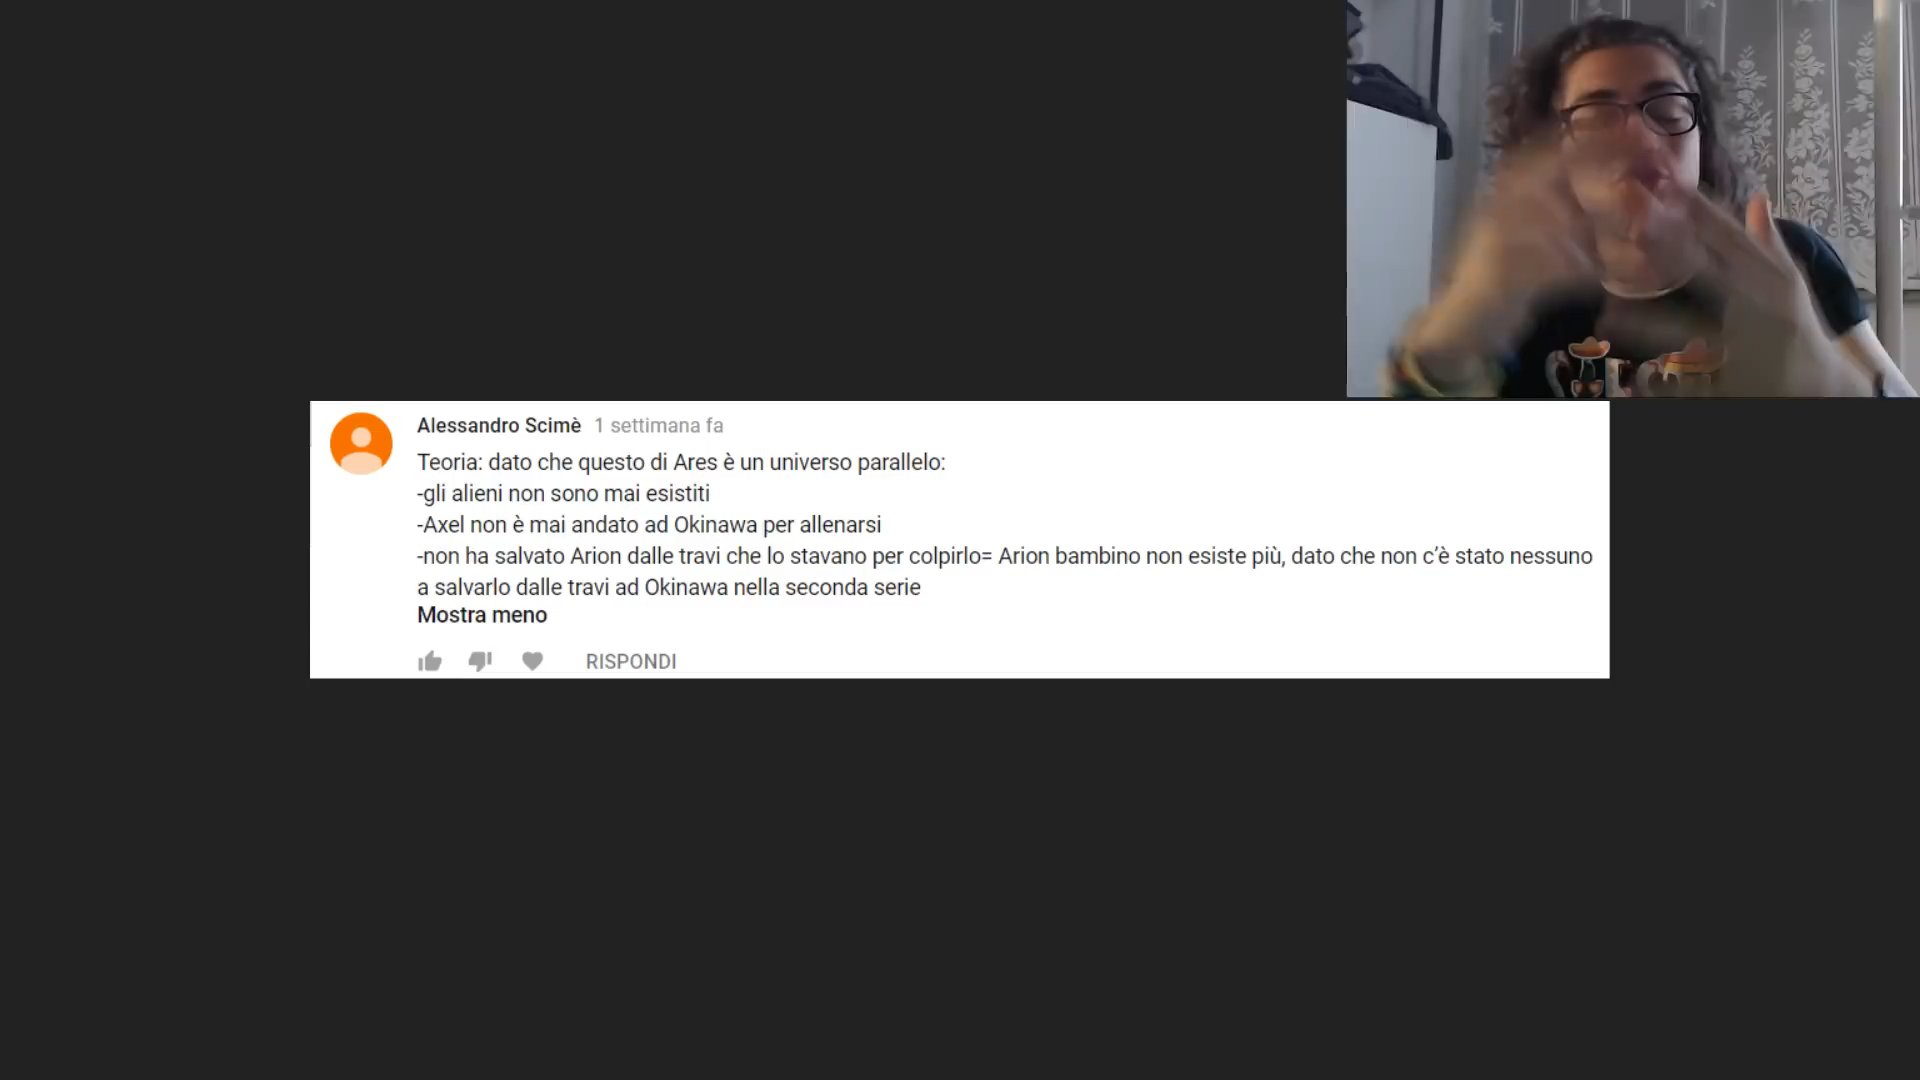 Alessandro Scimè 1 settimana fa
Teoria: dato che questo di Ares è un universo parallelo:
-gli alieni non sono mai esistiti
-Axel non è mai andato ad Okinawa per allenarsi
-non ha salvato Arion dalle travi che lo stavano per colpirlo= Arion bambino non esiste più, dato che non c’è stato nessuno
a salvarlo dalle travi ad Okinawa nella seconda serie
Mostra meno
RISPONDI